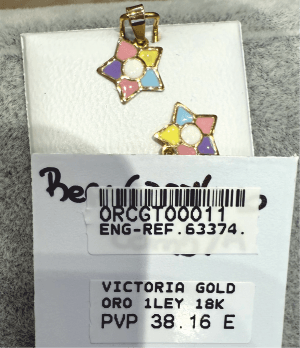 ORCGT00011
ENG-REF.63374.
VICTORIA GOLD
ORO 1LEY 18K
PVP 38.16 E